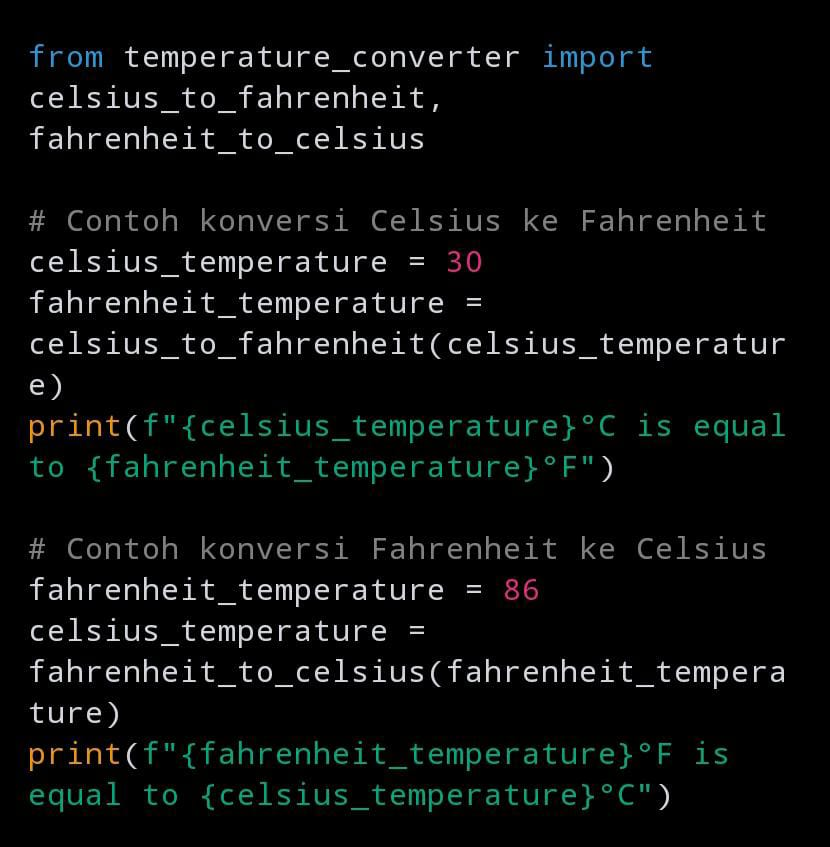 from temperature_converter import
celsius_to_fahrenheit,
fahrenheit_to_celsius
# Contoh konversi Celsius ke Fahrenheit
celsius_temperature = 30
fahrenheit_temperature =
celsius_to_fahrenheit(celsius_temperatur
e)
print(f"{celsius_temperature}°C is equal
to {fahrenheit_temperature}°F")
# Contoh konversi Fahrenheit ke Celsius
fahrenheit_temperature = 86
celsius_temperature =
fahrenheit_to_celsius(fahrenheit_tempera
ture)
print(f"{fahrenheit_temperature}°F is
equal to {celsius_temperature}°C")